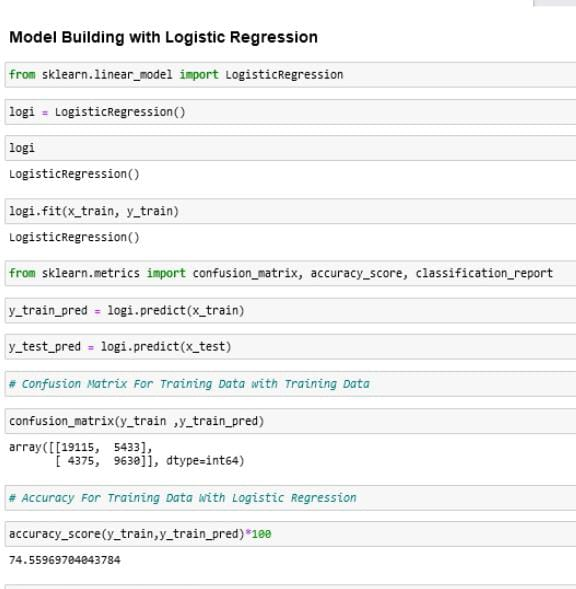 Model Building with Logistic Regression
from sklearn.linear_model import LogisticRegression
logi = LogisticRegression()
logi
LogisticRegression()
logi.fit(x_train, y_train)
LogisticRegression()
from sklearn.metrics import confusion_matrix, accuracy_score, classification_report
y_train_pred = logi.predict(x_train)
y_test_pred = logi.predict(x_test)
# Confusion Matrix For Training Data with Training Data
confusion_matrix(y_train ,y_train_pred)
array([[19115,  5433],
       [ 4375,  9630]], dtype=int64)
# Accuracy For Training Data With Logistic Regression
accuracy_score(y_train,y_train_pred)*100
74.55969704043784